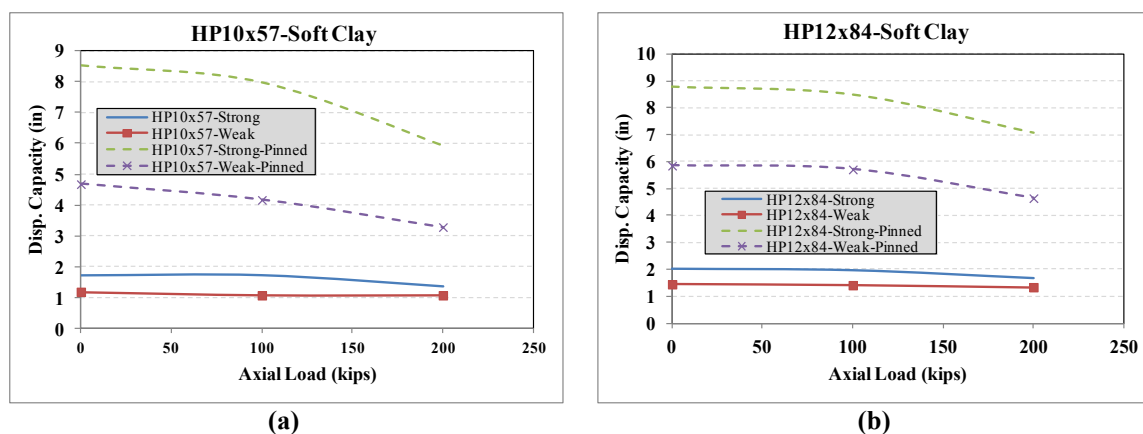 HP10x57-Soft Clay
9
8
7
6
5
4
3
2
1
0
Disp. Capacity (in)
HP10x57-Strong
HP10x57-Weak
HP10x57-Strong-Pinned
HP10x57-Weak-Pinned
0 50 100 150 200 250
Axial Load (kips)
(a)
HP12x84-Soft Clay
10
9
8
7
6
5
4
3
2
1
0
Disp. Capacity (in)
HP12x84-Strong
HP12x84-Weak
HP12x84-Strong-Pinned
HP12x84-Weak-Pinned
0 50 100 150 200 250
Axial Load (kips)
(b)